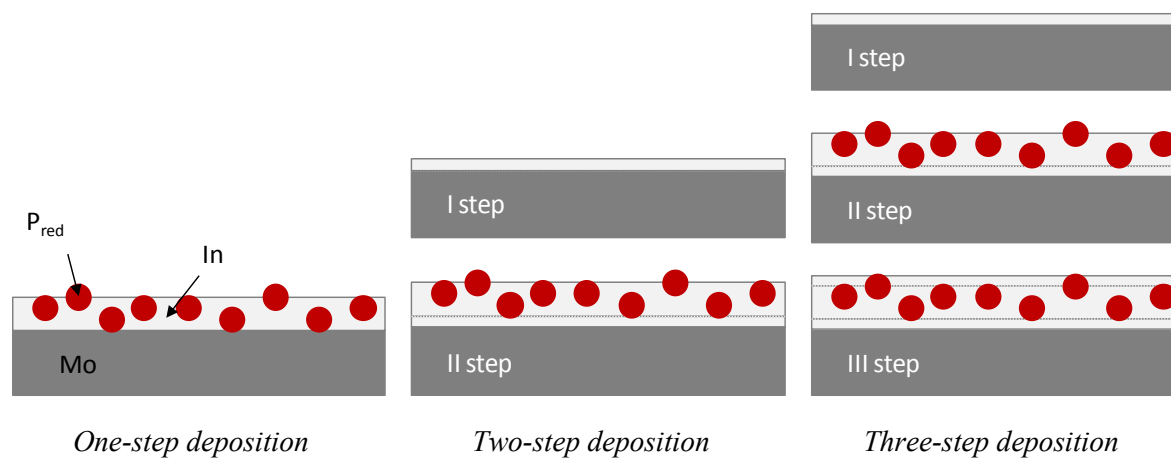 P_red
In
Mo
One-step deposition
I step
II step
Two-step deposition
I step
II step
III step
Three-step deposition